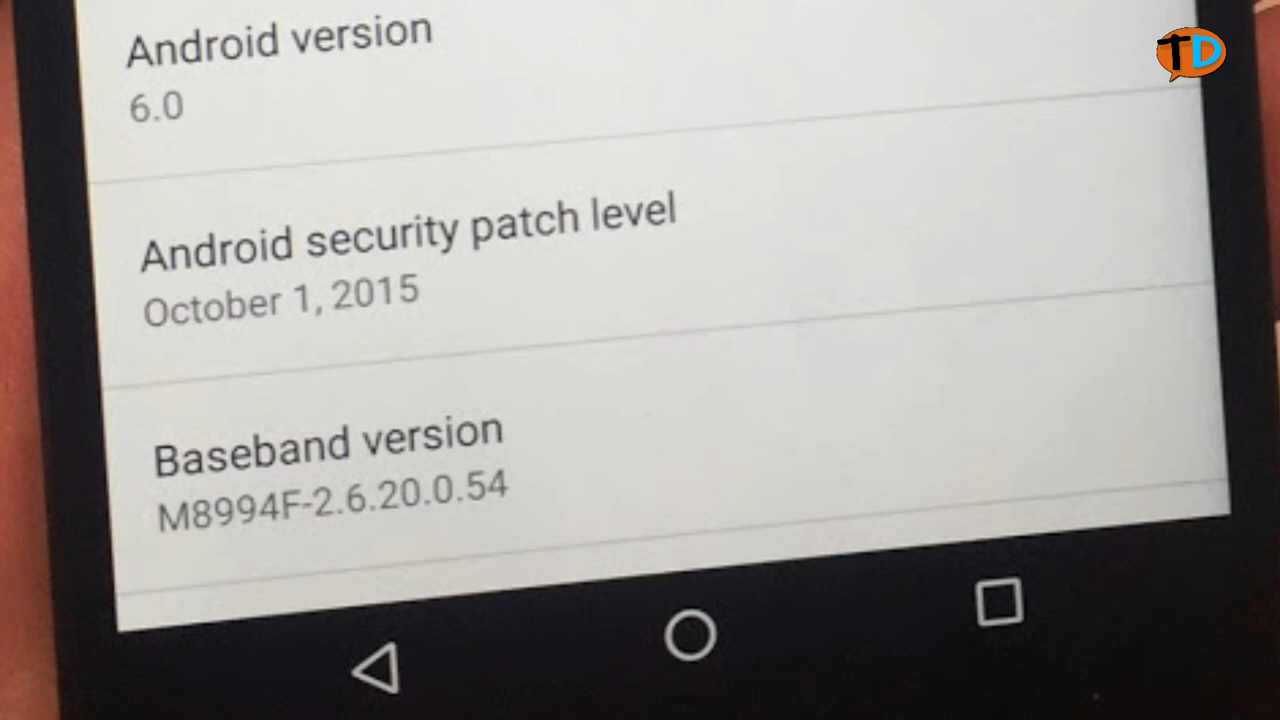 Android version
6.0
Android security patch level
October 1, 2015
Baseband version
M8994F-2.6.20.0.54
TD